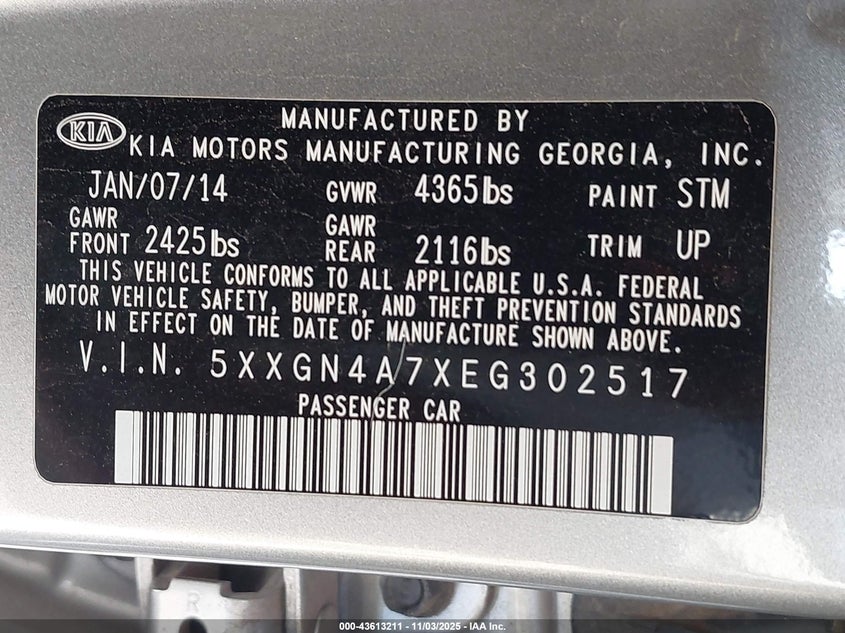 KIA
MANUFACTURED BY
KIA MOTORS MANUFACTURING GEORGIA, INC.
JAN/07/14 GVWR 4365lbs PAINT STM
GAWR FRONT 2425lbs GAWR REAR 2116lbs TRIM UP
THIS VEHICLE CONFORMS TO ALL APPLICABLE U.S.A. FEDERAL
MOTOR VEHICLE SAFETY, BUMPER, AND THEFT PREVENTION STANDARDS
IN EFFECT ON THE DATE OF MANUFACTURE SHOWN ABOVE.
V.I.N. 5XXGN4A7XEG302517
PASSENGER CAR
R
000-43613211 - 11/03/2025 - IAA Inc.